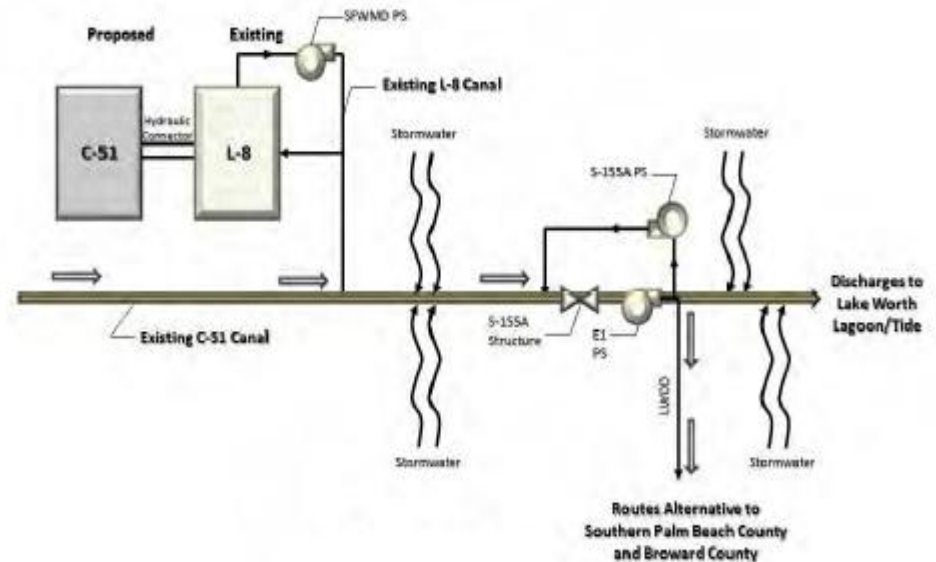 SFWMD PS
Proposed
Existing
Existing L-8 Canal
Hydraulic
Connector
C-51
L-8
Stormwater
Stormwater
S-155A PS
Discharges to
Lake Worth
Lagoon/Tide
Existing C-51 Canal
S-155A
Structure
E1
PS
LWDD
Stormwater
Stormwater
Routes Alternative to
Southern Palm Beach County
and Broward County